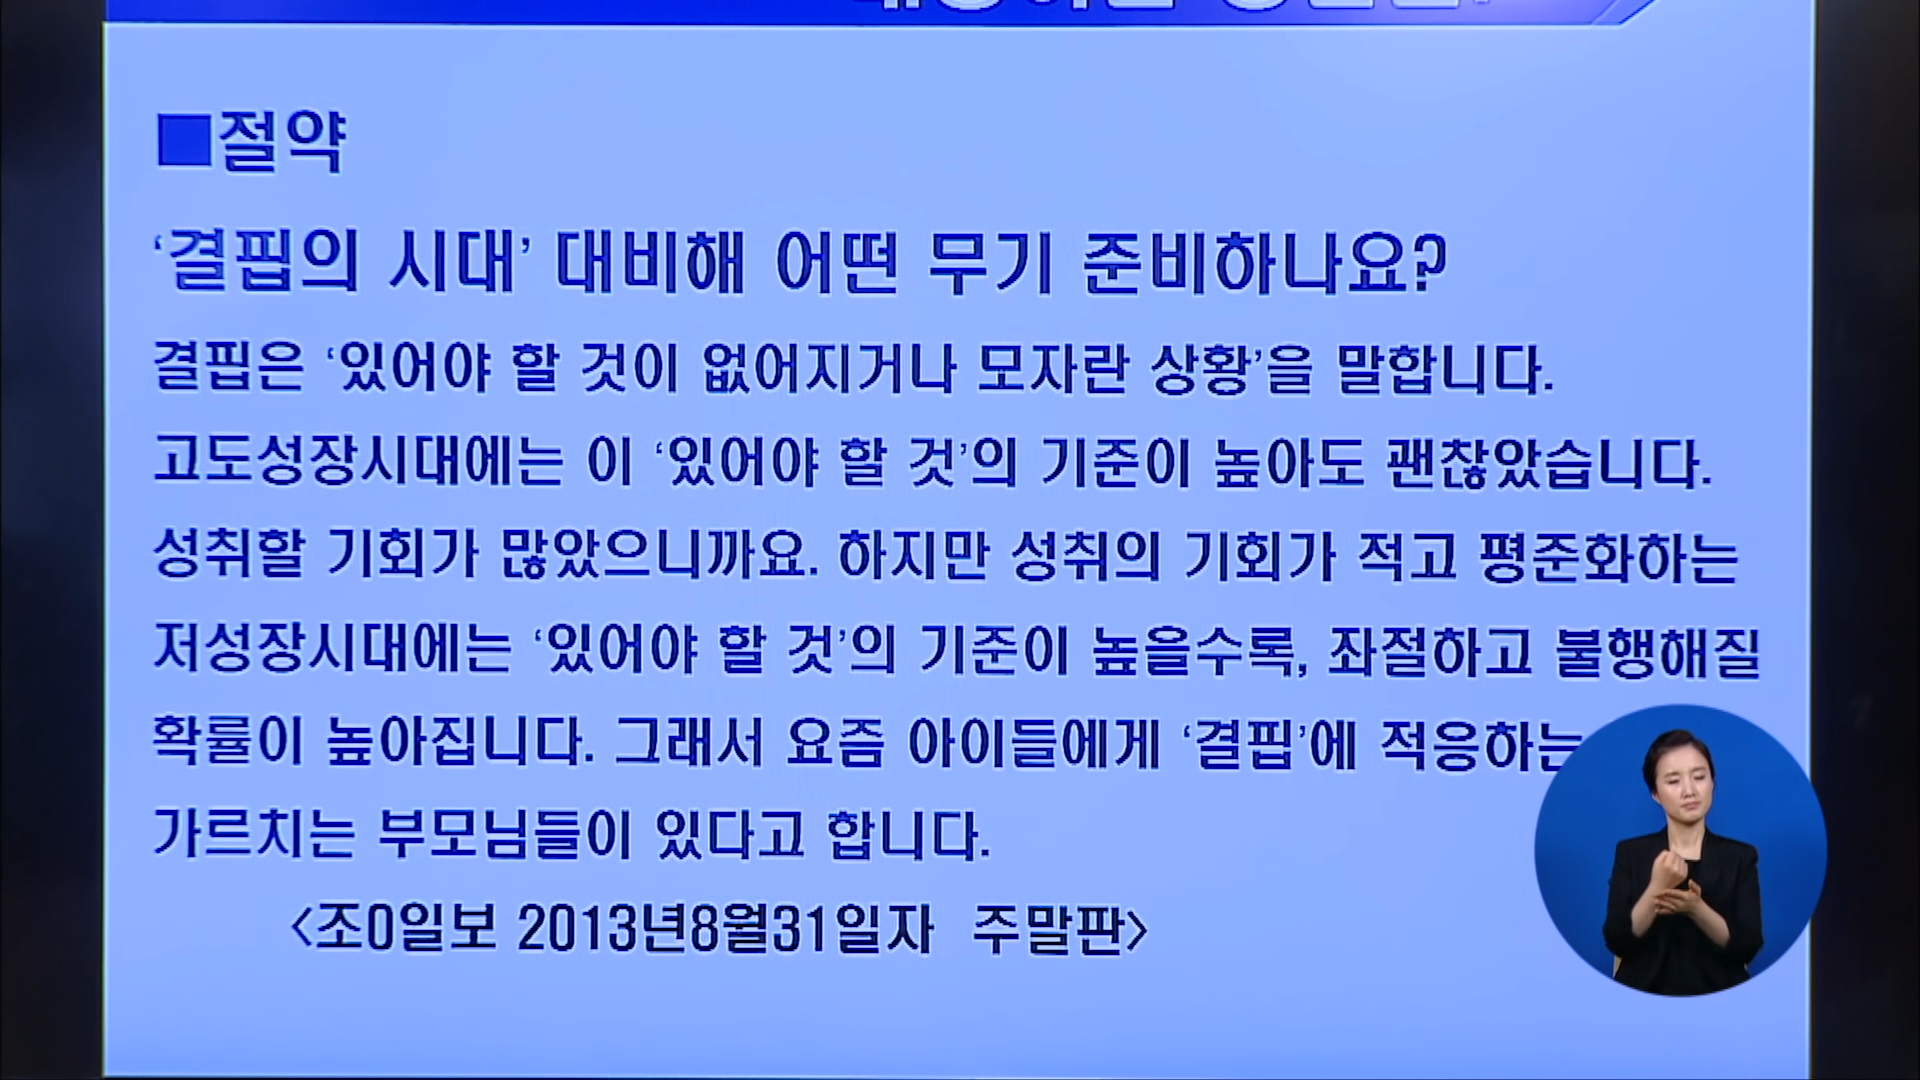 ■절약
‘결핍의 시대’ 대비해 어떤 무기 준비하나요?
결핍은 ‘있어야 할 것이 없어지거나 모자란 상황’을 말합니다.
고도성장시대에는 이 ‘있어야 할 것’의 기준이 높아도 괜찮았습니다.
성취할 기회가 많았으니까요. 하지만 성취의 기회가 적고 평준화하는
저성장시대에는 ‘있어야 할 것’의 기준이 높을수록, 좌절하고 불행해질
확률이 높아집니다. 그래서 요즘 아이들에게 ‘결핍’에 적응하는
가르치는 부모님들이 있다고 합니다.
<조0일보 2013년8월31일자 주말판>